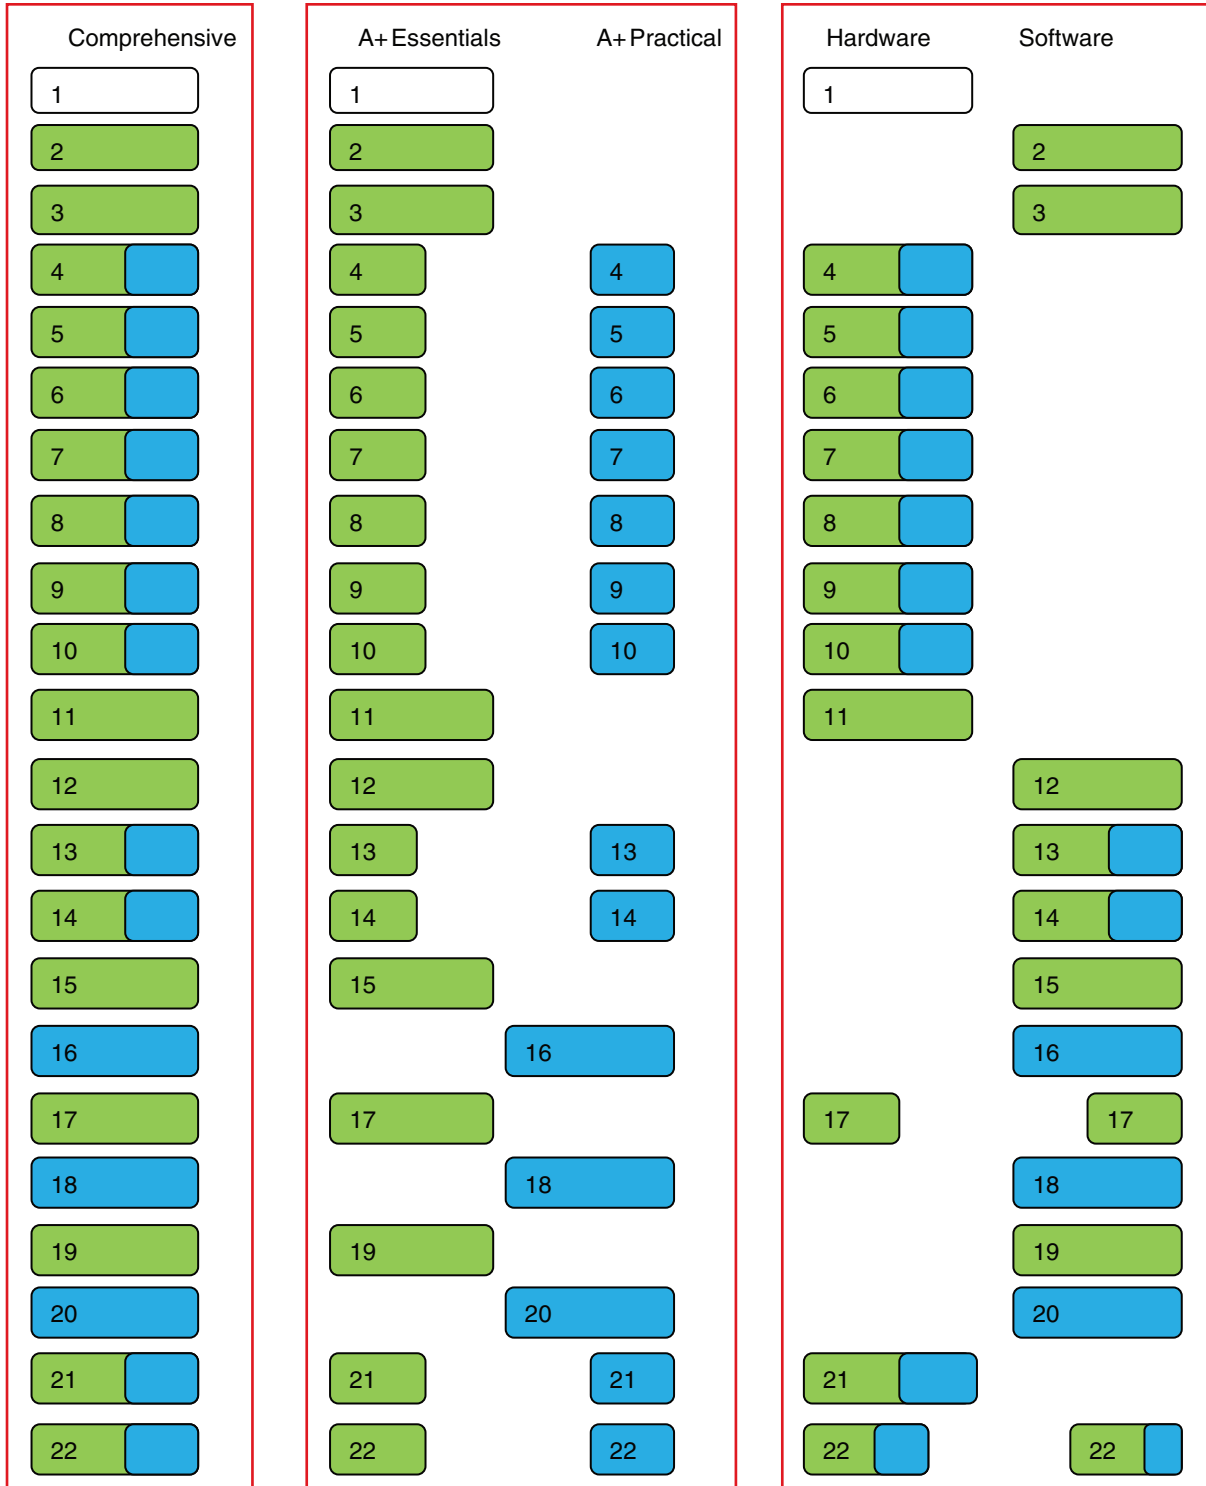 Comprehensive A+ Essentials A+ Practical Hardware Software
1 1 1
2 2 2
3 3 3
4 4 4 4
5 5 5 5
6 6 6 6
7 7 7 7
8 8 8 8
9 9 9 9
10 10 10 10
11 11 11
12 12 12
13 13 13 13
14 14 14 14
15 15 15
16 16 16
17 17 17 17
18 18 18
19 19 19
20 20 20
21 21 21 21
22 22 22 22 22